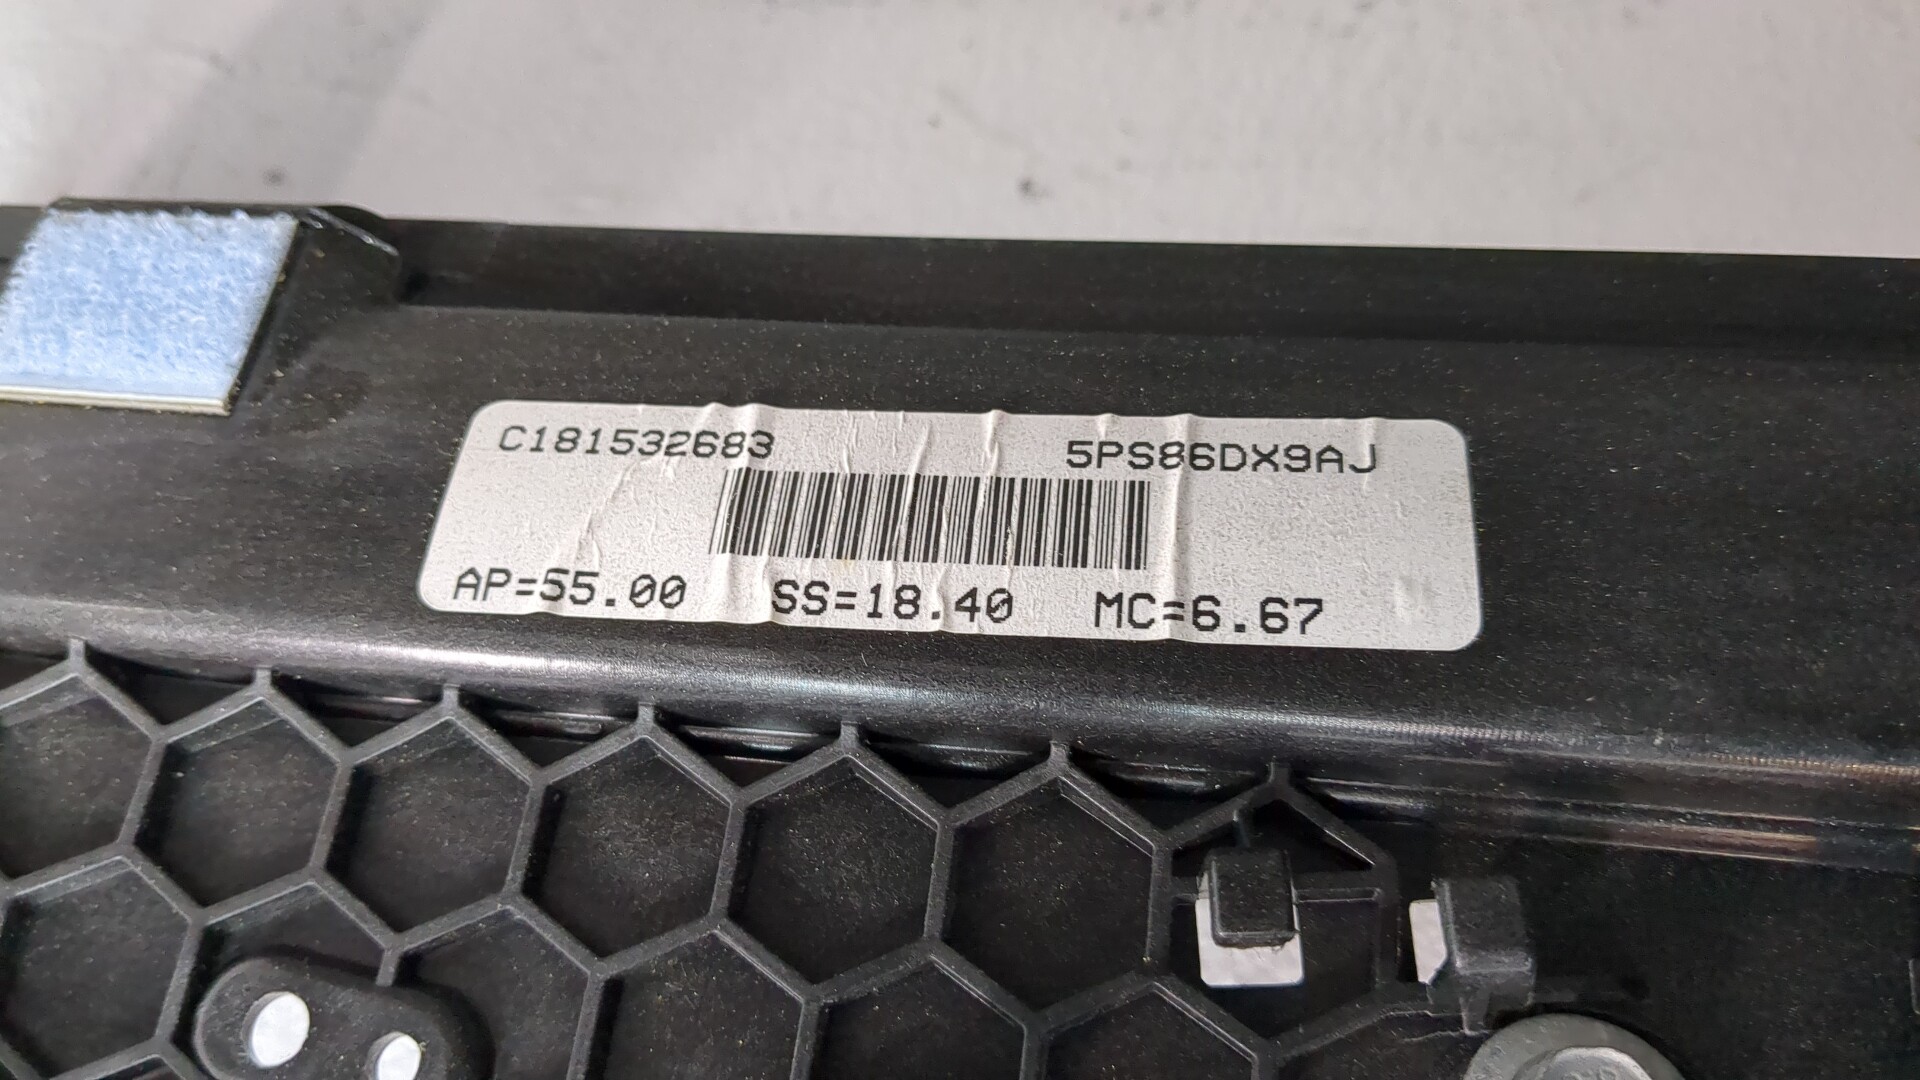 C181532683 5PS86DX9AJ
AP=55.00 SS=18.40 MC=6.67